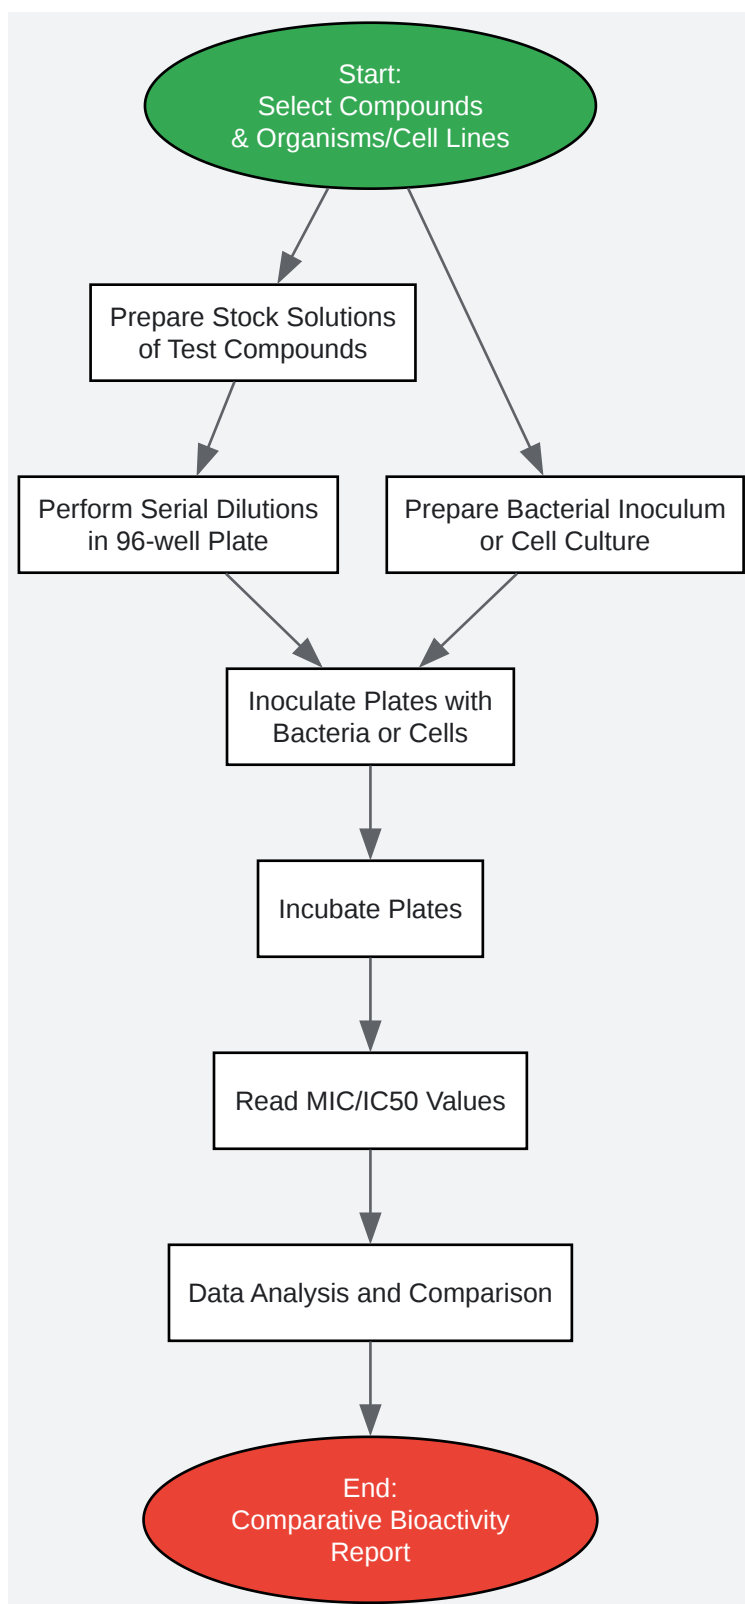 Start:
Select Compounds
& Organisms/Cell Lines
Prepare Stock Solutions
of Test Compounds
Perform Serial Dilutions
in 96-well Plate
Prepare Bacterial Inoculum
or Cell Culture
Inoculate Plates with
Bacteria or Cells
Incubate Plates
Read MIC/IC50 Values
Data Analysis and Comparison
End:
Comparative Bioactivity
Report